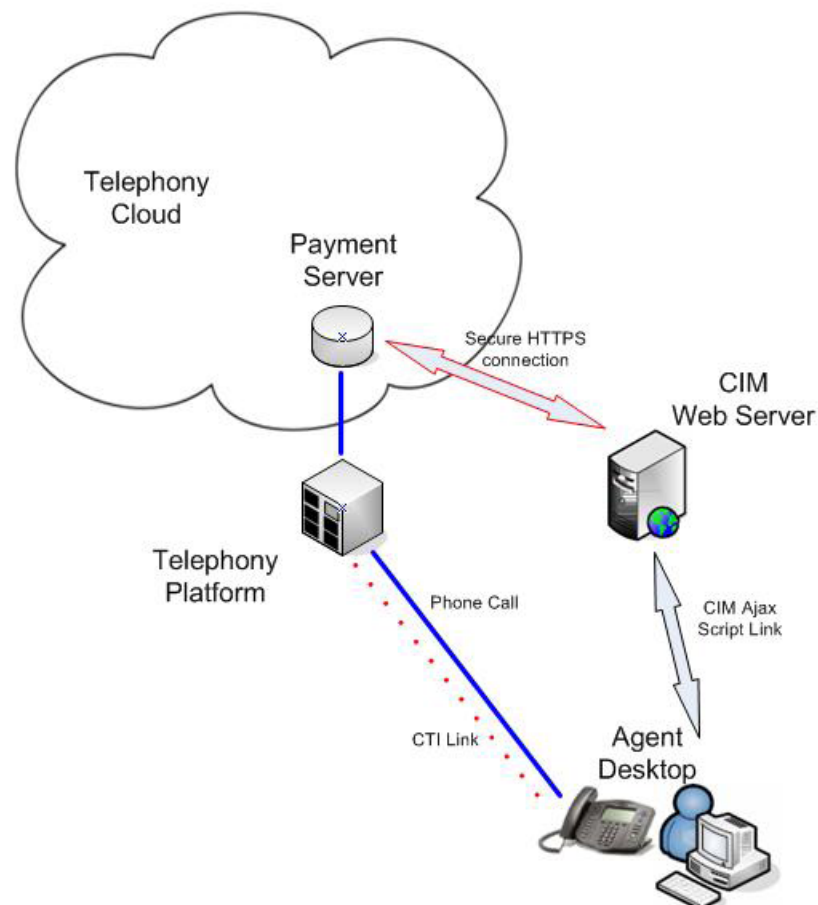 Telephony
Cloud
Payment
Server
Secure HTTPS
connection
CIM
Web Server
Telephony
Platform
Phone Call
CIM Ajax
Script Link
CTI Link
Agent
Desktop